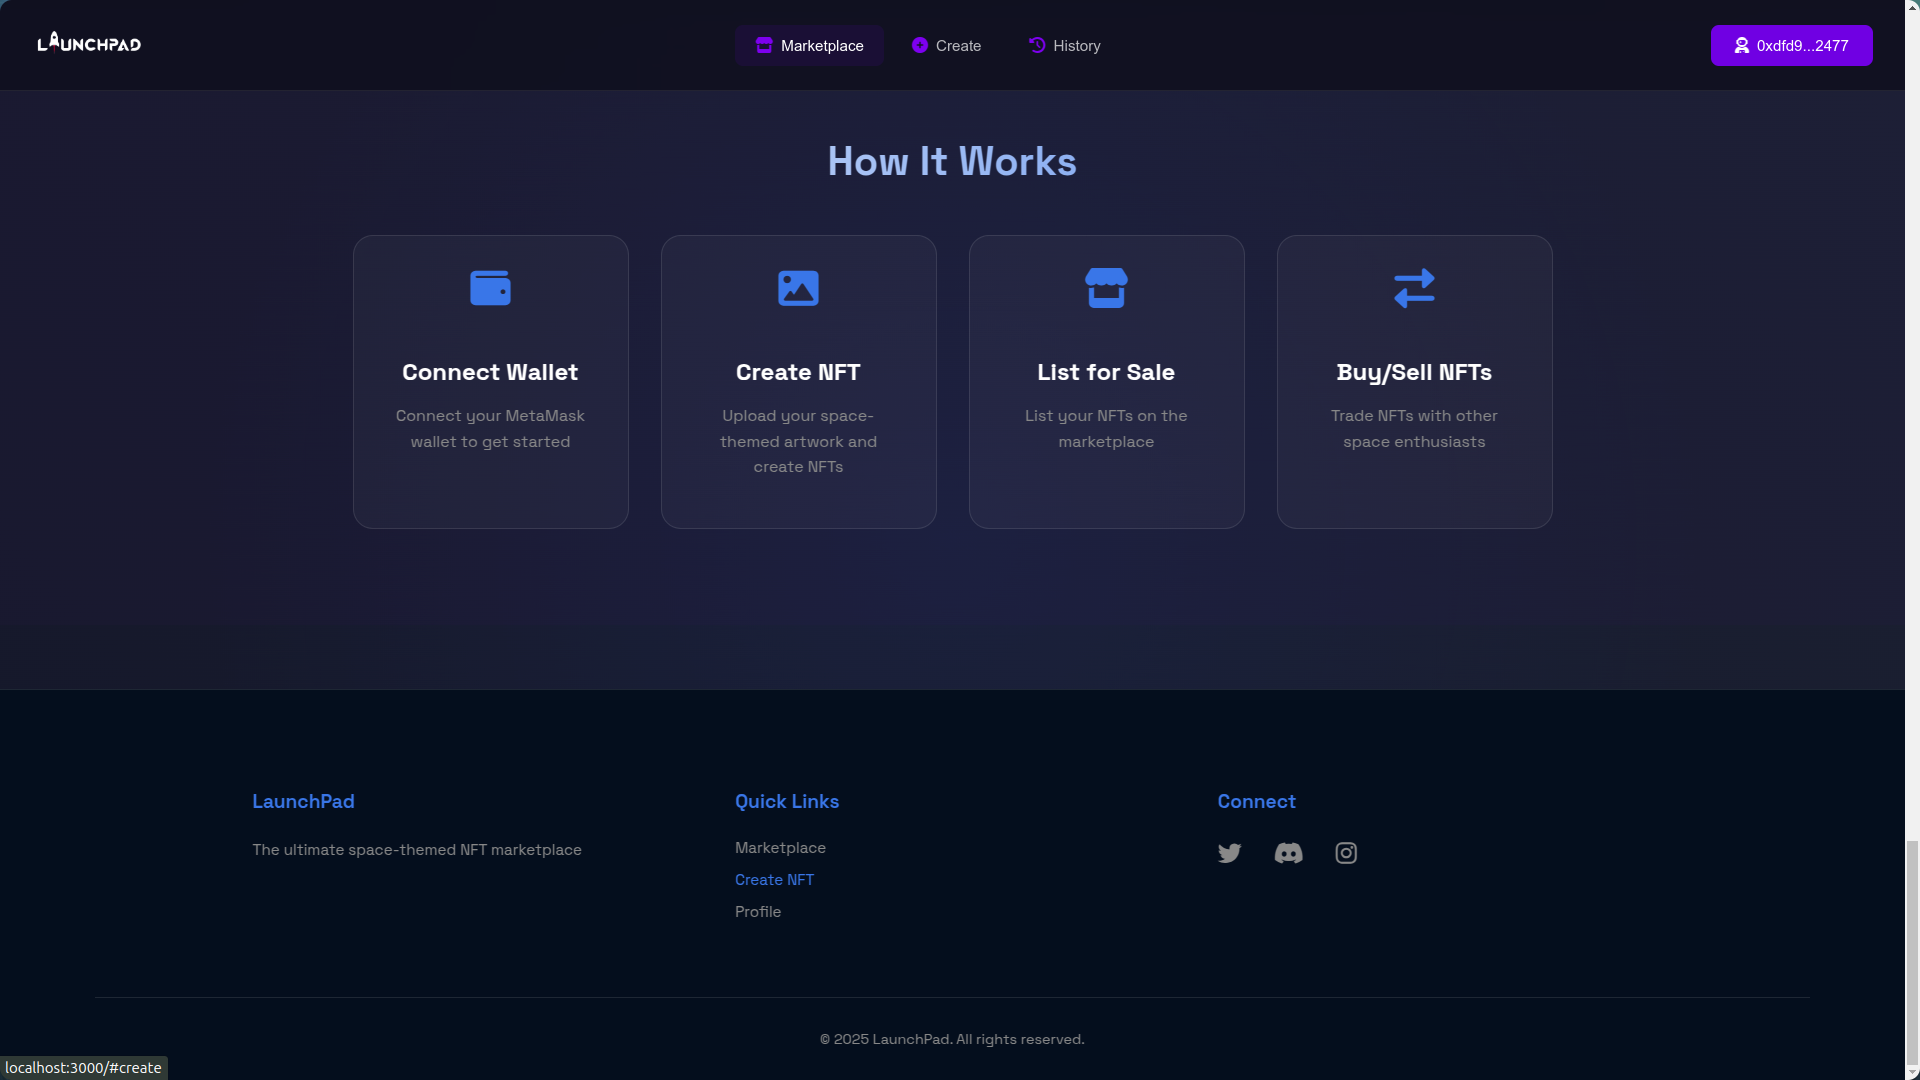 LAUNCHPAD
Marketplace
Create
History
0xdfd9...2477
How It Works
Connect Wallet
Connect your MetaMask
wallet to get started
Create NFT
Upload your space-
themed artwork and
create NFTs
List for Sale
List your NFTs on the
marketplace
Buy/Sell NFTs
Trade NFTs with other
space enthusiasts
LaunchPad
The ultimate space-themed NFT marketplace
Quick Links
Marketplace
Create NFT
Profile
Connect
© 2025 LaunchPad. All rights reserved.
localhost:3000/#create